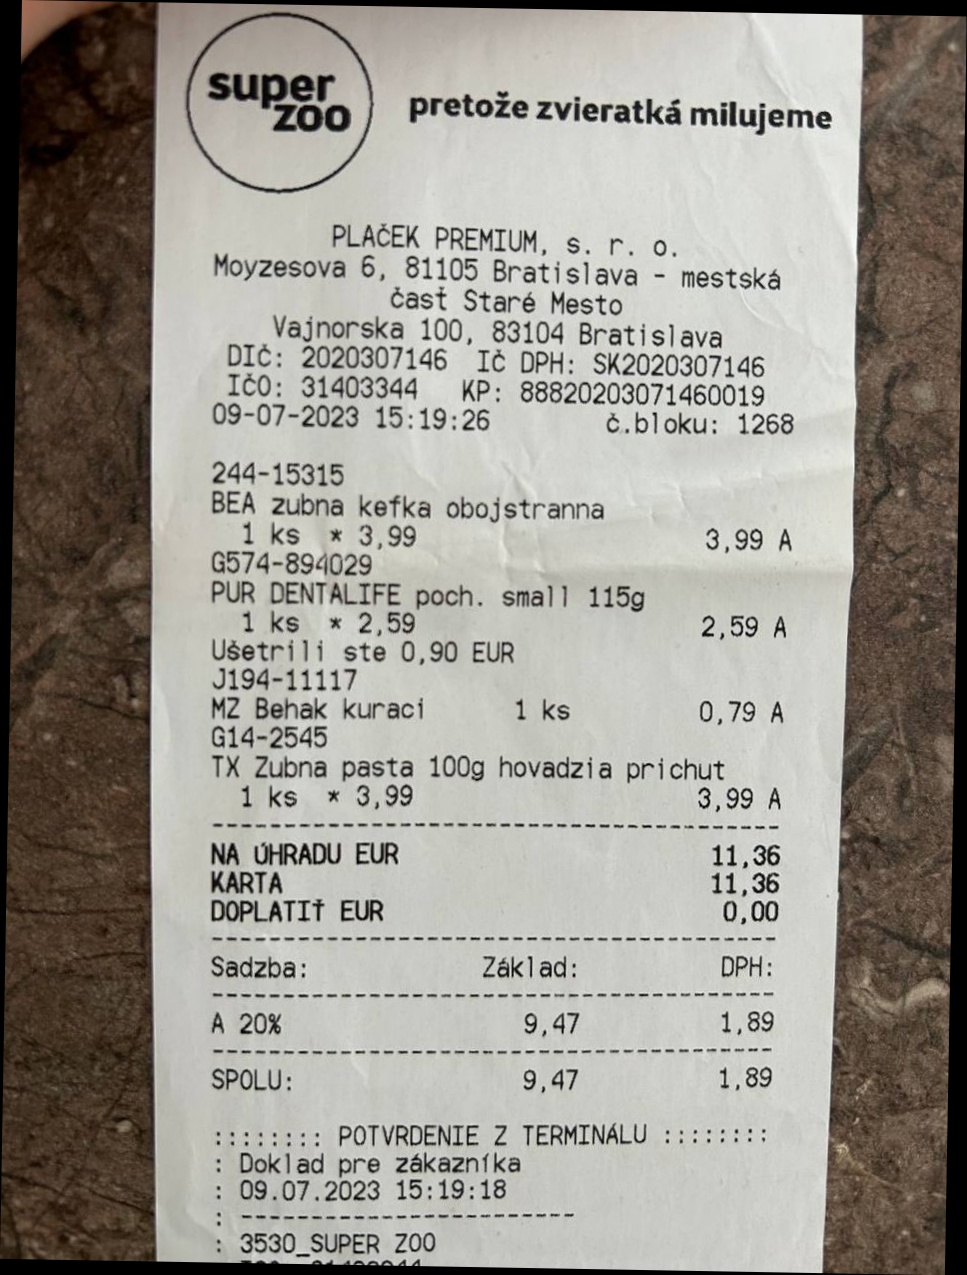 super
zoo
pretože zvieratká milujeme
PLAČEK PREMIUM, s. r. o.
Moyzesova 6, 81105 Bratislava - mestská
časť Staré Mesto
Vajnorska 100, 83104 Bratislava
DIČ: 2020307146 IČ DPH: SK2020307146
IČO: 31403344 KP: 88820203071460019
09-07-2023 15:19:26 č.bloku: 1268
244-15315
BEA zubna kefka obojstranna
1 ks * 3,99 3,99 A
G574-894029
PUR DENTALIFE poch. small 115g
1 ks * 2,59 2,59 A
Ušetrili ste 0,90 EUR
J194-11117
MZ Behak kuraci 1 ks 0,79 A
G14-2545
TX Zubna pasta 100g hovadzia prichut
1 ks * 3,99 3,99 A
---------------------------------------
NA ÚHRADU EUR 11,36
KARTA 11,36
DOPLATIŤ EUR 0,00
---------------------------------------
Sadzba: Základ: DPH:
---------------------------------------
A 20% 9,47 1,89
---------------------------------------
SPOLU: 9,47 1,89
:::::::: POTVRDENIE Z TERMINÁLU ::::::::
: Doklad pre zákazníka
: 09.07.2023 15:19:18
: -------------------------
: 3530_SUPER ZOO